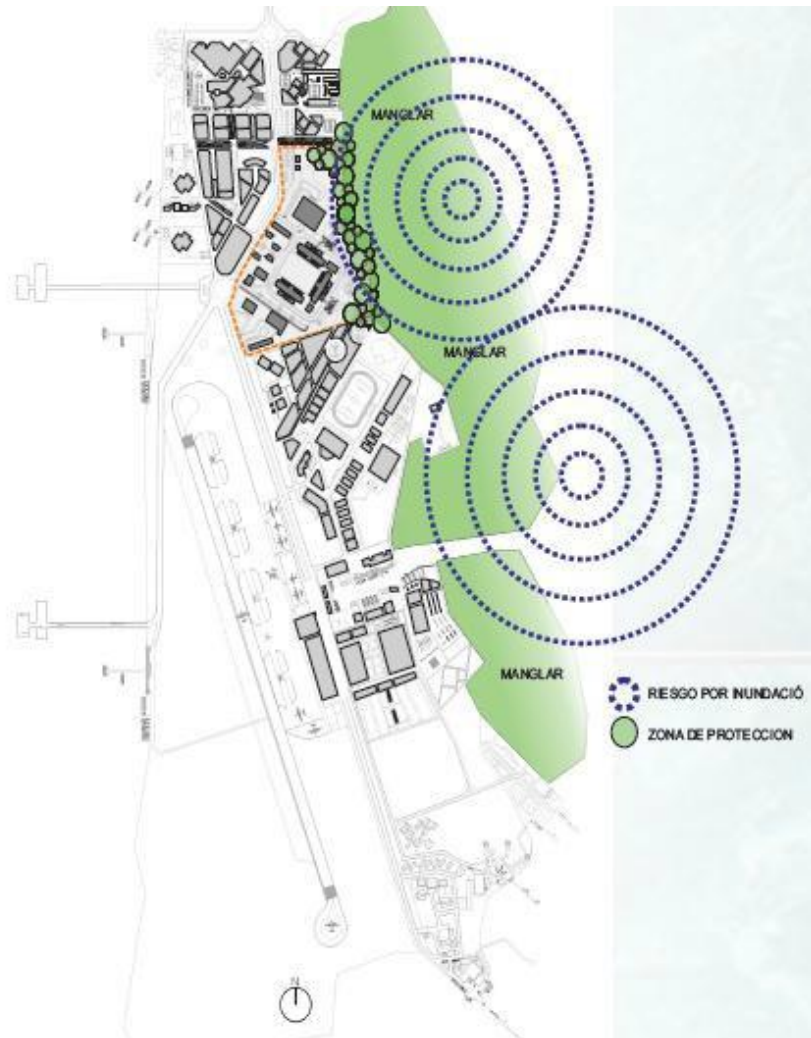 MANGLAR
MANGLAR
MANGLAR
RIESGO POR INUNDACIÓ
ZONA DE PROTECCION
N